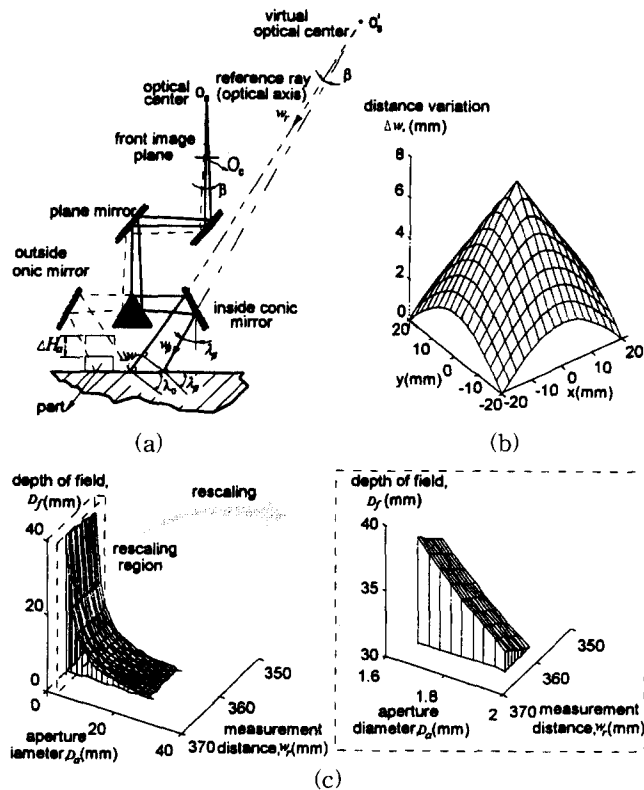 virtual
optical center
O'g
optical
center
reference ray
(optical axis)
β
front image
plane
β
plane mirror
outside
onic mirror
inside conic
mirror
part
(a)
distance variation
(mm)
8
6
4
2
0
20
10
0
-10
-20
y(mm)
-20
-10
0
10
20
x(mm)
(b)
depth of field,
Df(mm)
40
20
0
rescaling
rescaling
region
0
20
40
aperture
iameter,Da(mm)
350
360
370
measurement
distance,wr(mm)
depth of field,
Df(mm)
40
35
30
1.6
1.8
2
aperture
diameter,Da(mm)
350
360
370
measurement
distance,wr(mm)
(c)